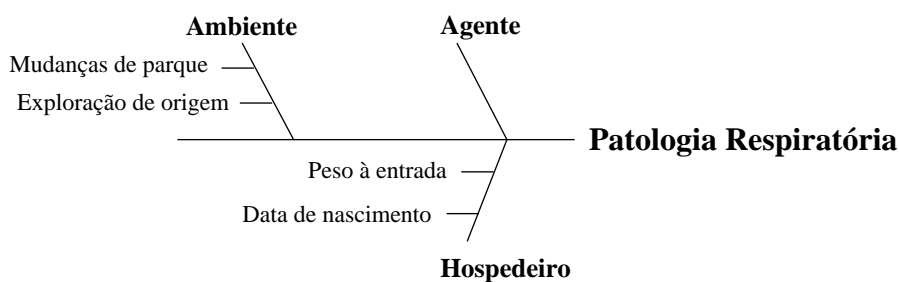 Ambiente
Agente
Mudanças de parque
Exploração de origem
Patologia Respiratória
Peso à entrada
Data de nascimento
Hospedeiro